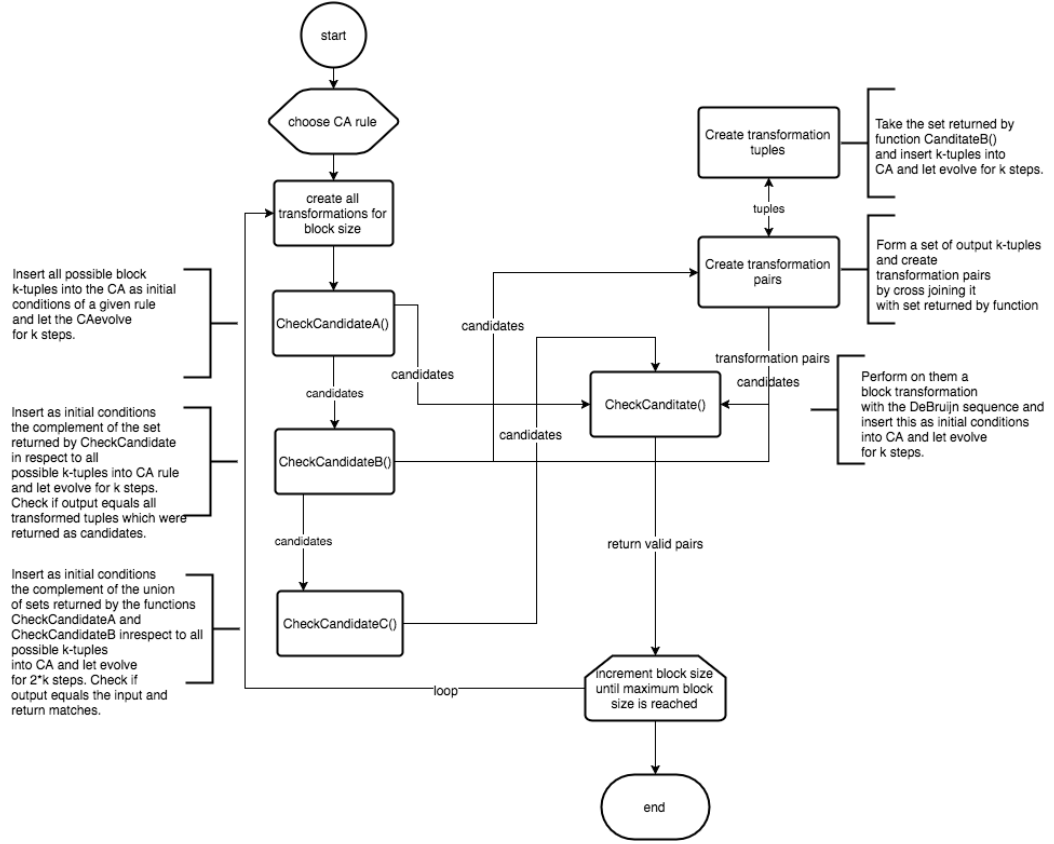 start
choose CA rule
create all
transformations for
block size
Insert all possible block
k-tuples into the CA as initial
conditions of a given rule
and let the CAevolve
for k steps.
CheckCandidateA()
candidates
candidates
Insert as initial conditions
the complement of the set
returned by CheckCandidate
in respect to all
possible k-tuples into CA rule
and let evolve for k steps.
Check if output equals all
transformed tuples which were
returned as candidates.
CheckCandidateB()
candidates
Insert as initial conditions
the complement of the union
of sets returned by the functions
CheckCandidateA and
CheckCandidateB inrespect to all
possible k-tuples
into CA and let evolve
for 2*k steps. Check if
output equals the input and
return matches.
CheckCandidateC()
candidates
candidates
Create transformation
tuples
Take the set returned by
function CanditateB()
and insert k-tuples into
CA and let evolve for k steps.
tuples
Create transformation
pairs
Form a set of output k-tuples
and create
transformation pairs
by cross joining it
with set returned by function
transformation pairs
candidates
CheckCanditate()
Perform on them a
block transformation
with the DeBruijn sequence and
insert this as initial conditions
into CA and let evolve
for k steps.
return valid pairs
increment block size
until maximum block
size is reached
loop
end